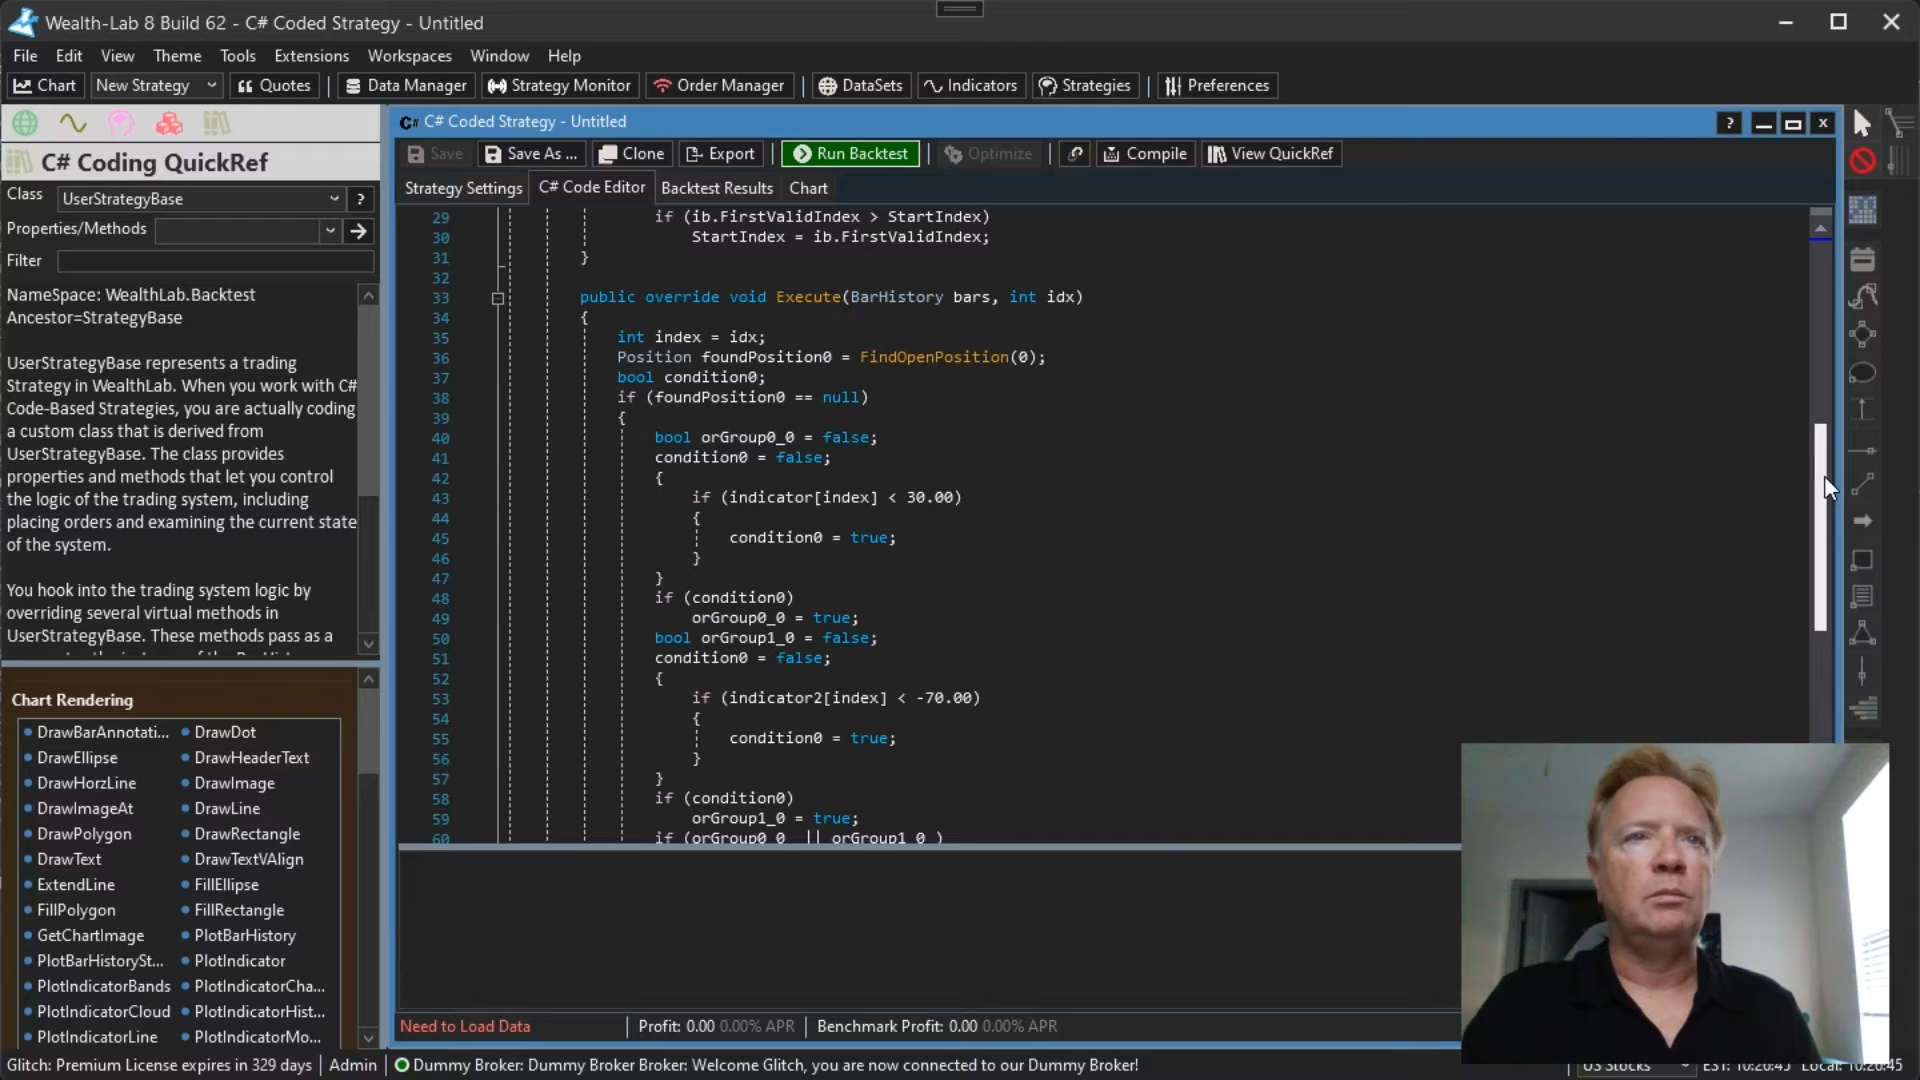 Wealth-Lab 8 Build 62 - C# Coded Strategy - Untitled
File Edit View Theme Tools Extensions Workspaces Window Help
Chart New Strategy Quotes Data Manager Strategy Monitor Order Manager DataSets Indicators Strategies Preferences
C# Coding QuickRef
Class UserStrategyBase ?
Properties/Methods
Filter
NameSpace: WealthLab.Backtest
Ancestor=StrategyBase
UserStrategyBase represents a trading
Strategy in WealthLab. When you work with C#
Code-Based Strategies, you are actually coding
a custom class that is derived from
UserStrategyBase. The class provides
properties and methods that let you control
the logic of the trading system, including
placing orders and examining the current state
of the system.
You hook into the trading system logic by
overriding several virtual methods in
UserStrategyBase. These methods pass as a
Chart Rendering
DrawBarAnnotati... DrawDot
DrawEllipse DrawHeaderText
DrawHorzLine DrawImage
DrawImageAt DrawLine
DrawPolygon DrawRectangle
DrawText DrawTextVAlign
ExtendLine FillEllipse
FillPolygon FillRectangle
GetChartImage PlotBarHistory
PlotBarHistorySt... PlotIndicator
PlotIndicatorBands PlotIndicatorCha...
PlotIndicatorCloud PlotIndicatorHist...
PlotIndicatorLine PlotIndicatorMo...
C# C# Coded Strategy - Untitled ?
Save Save As ... Clone Export Run Backtest Optimize Compile View QuickRef
Strategy Settings C# Code Editor Backtest Results Chart
29 if (ib.FirstValidIndex > StartIndex)
30 StartIndex = ib.FirstValidIndex;
31 }
32
33 public override void Execute(BarHistory bars, int idx)
34 {
35 int index = idx;
36 Position foundPosition0 = FindOpenPosition(0);
37 bool condition0;
38 if (foundPosition0 == null)
39 {
40 bool orGroup0_0 = false;
41 condition0 = false;
42 {
43 if (indicator[index] < 30.00)
44 {
45 condition0 = true;
46 }
47 }
48 if (condition0)
49 orGroup0_0 = true;
50 bool orGroup1_0 = false;
51 condition0 = false;
52 {
53 if (indicator2[index] < -70.00)
54 {
55 condition0 = true;
56 }
57 }
58 if (condition0)
59 orGroup1_0 = true;
60 if (orGroup0_0 || orGroup1_0 )
Need to Load Data Profit: 0.00 0.00% APR Benchmark Profit: 0.00 0.00% APR
Glitch: Premium License expires in 329 days Admin Dummy Broker: Dummy Broker Broker: Welcome Glitch, you are now connected to our Dummy Broker! US Stocks EST: 10:26:45 Local: 10:26:45